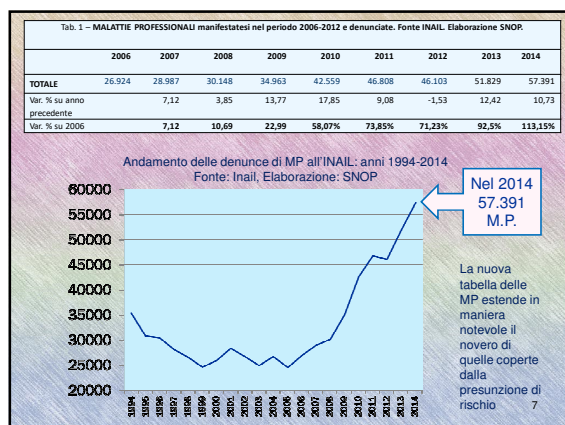 Tab. 1 – MALATTIE PROFESSIONALI manifestatesi nel periodo 2006-2012 e denunciate. Fonte INAIL. Elaborazione SNOP.
2006 2007 2008 2009 2010 2011 2012 2013 2014
TOTALE 26.924 28.987 30.148 34.963 42.559 46.808 46.103 51.829 57.391
Var. % su anno
precedente 7,12 3,85 13,77 17,85 9,08 -1,53 12,42 10,73
Var. % su 2006 7,12 10,69 22,99 58,07% 73,85% 71,23% 92,5% 113,15%
Andamento delle denunce di MP all'INAIL: anni 1994-2014
Fonte: Inail, Elaborazione: SNOP
60000
55000
50000
45000
40000
35000
30000
25000
20000
1994 1995 1996 1997 1998 1999 2000 2001 2002 2003 2004 2005 2006 2007 2008 2009 2010 2011 2012 2013 2014
Nel 2014
57.391
M.P.
La nuova
tabella delle
MP estende in
maniera
notevole il
novero di
quelle coperte
dalla
presunzione di
rischio
7